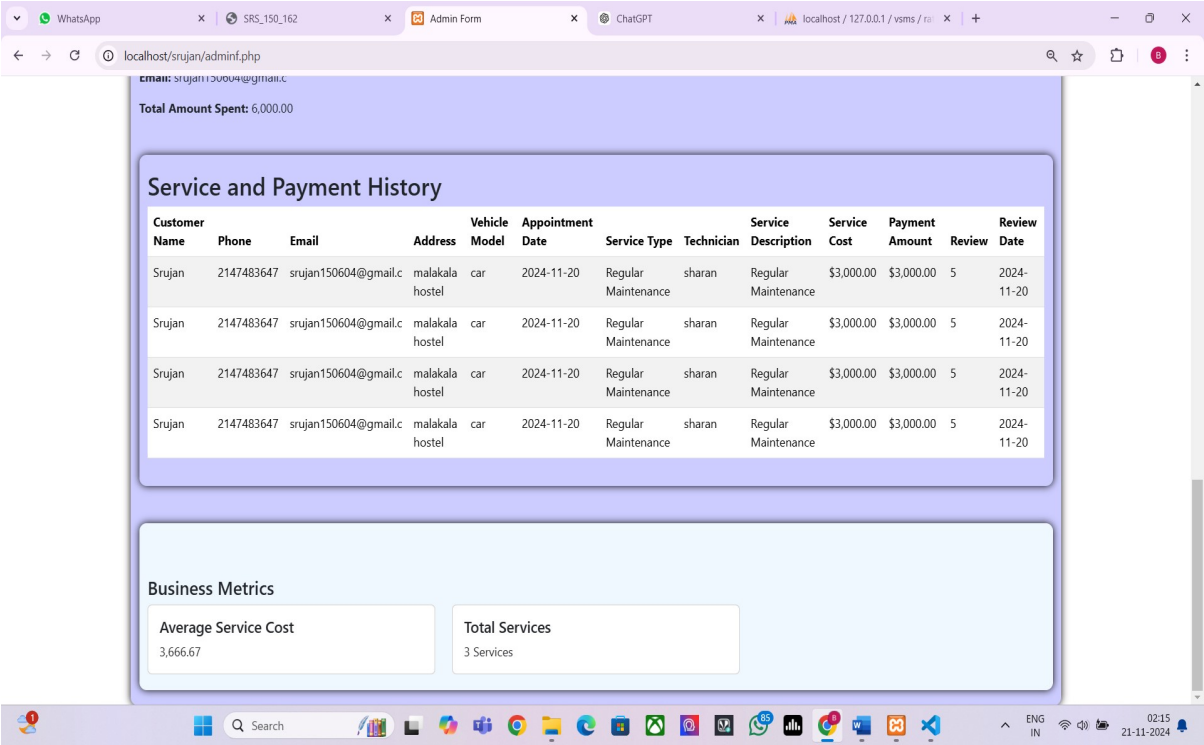 WhatsApp
SRS_150_162
Admin Form
ChatGPT
localhost / 127.0.0.1 / vsms / ra
localhost/srujan/adminf.php
B
Email: srujan150604@gmail.c
Total Amount Spent: 6,000.00
Service and Payment History
Customer Name Phone Email Address Vehicle Model Appointment Date Service Type Technician Service Description Service Cost Payment Amount Review Review Date
Srujan 2147483647 srujan150604@gmail.c malakala hostel car 2024-11-20 Regular Maintenance sharan Regular Maintenance $3,000.00 $3,000.00 5 2024-11-20
Srujan 2147483647 srujan150604@gmail.c malakala hostel car 2024-11-20 Regular Maintenance sharan Regular Maintenance $3,000.00 $3,000.00 5 2024-11-20
Srujan 2147483647 srujan150604@gmail.c malakala hostel car 2024-11-20 Regular Maintenance sharan Regular Maintenance $3,000.00 $3,000.00 5 2024-11-20
Srujan 2147483647 srujan150604@gmail.c malakala hostel car 2024-11-20 Regular Maintenance sharan Regular Maintenance $3,000.00 $3,000.00 5 2024-11-20
Business Metrics
Average Service Cost
3,666.67
Total Services
3 Services
1
Search
85
ENG
IN
02:15
21-11-2024